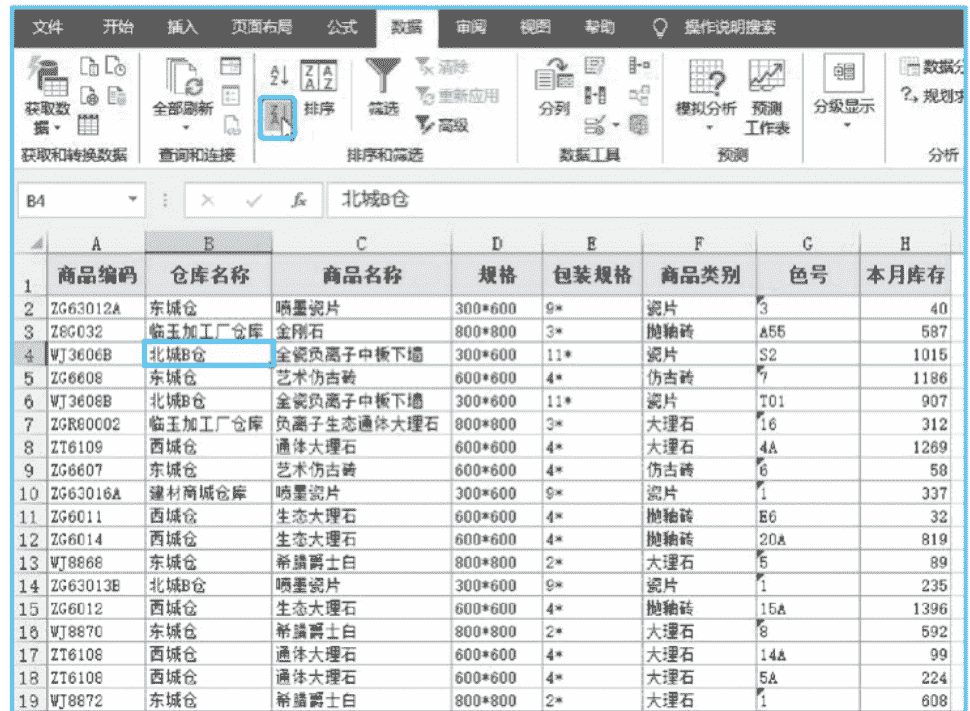 文件 开始 插入 页面布局 公式 数据 审阅 视图 帮助 操作说明搜索
获取数据 全部刷新 排序 筛选 清除 重新应用 高级 分列 模拟分析 预测工作表 分级显示 数据分 规划求
获取和转换数据 查询和连接 排序和筛选 数据工具 预测 分析
B4 fx 北城B仓
A B C D E F G H
1 商品编码 仓库名称 商品名称 规格 包装规格 商品类别 色号 本月库存
2 ZG63012A 东城仓 喷墨瓷片 300*600 9* 瓷片 3 40
3 Z8G032 临玉加工厂仓库 金刚石 800*800 3* 抛釉砖 A55 587
4 WJ3606B 北城B仓 全瓷负离子中板下墙 300*600 11* 瓷片 S2 1015
5 ZG6608 东城仓 艺术仿古砖 600*600 4* 仿古砖 7 1186
6 WJ3608B 北城B仓 全瓷负离子中板下墙 300*600 11* 瓷片 T01 907
7 ZGR80002 临玉加工厂仓库 负离子生态通体大理石 800*800 3* 大理石 16 312
8 ZT6109 西城仓 通体大理石 600*600 4* 大理石 4A 1269
9 ZG6607 东城仓 艺术仿古砖 600*600 4* 仿古砖 6 58
10 ZG63016A 建材商城仓库 喷墨瓷片 300*600 9* 瓷片 1 337
11 ZG6011 西城仓 生态大理石 600*600 4* 抛釉砖 E6 32
12 ZG6014 西城仓 生态大理石 600*600 4* 抛釉砖 20A 819
13 WJ8868 东城仓 希腊爵士白 800*800 2* 大理石 5 89
14 ZG63013B 北城B仓 喷墨瓷片 300*600 9* 瓷片 1 235
15 ZG6012 西城仓 生态大理石 600*600 4* 抛釉砖 15A 1396
16 WJ8870 东城仓 希腊爵士白 800*800 2* 大理石 8 592
17 ZT6108 西城仓 通体大理石 600*600 4* 大理石 14A 99
18 ZT6108 西城仓 通体大理石 600*600 4* 大理石 5A 224
19 WJ8872 东城仓 希腊爵士白 800*800 2* 大理石 1 608